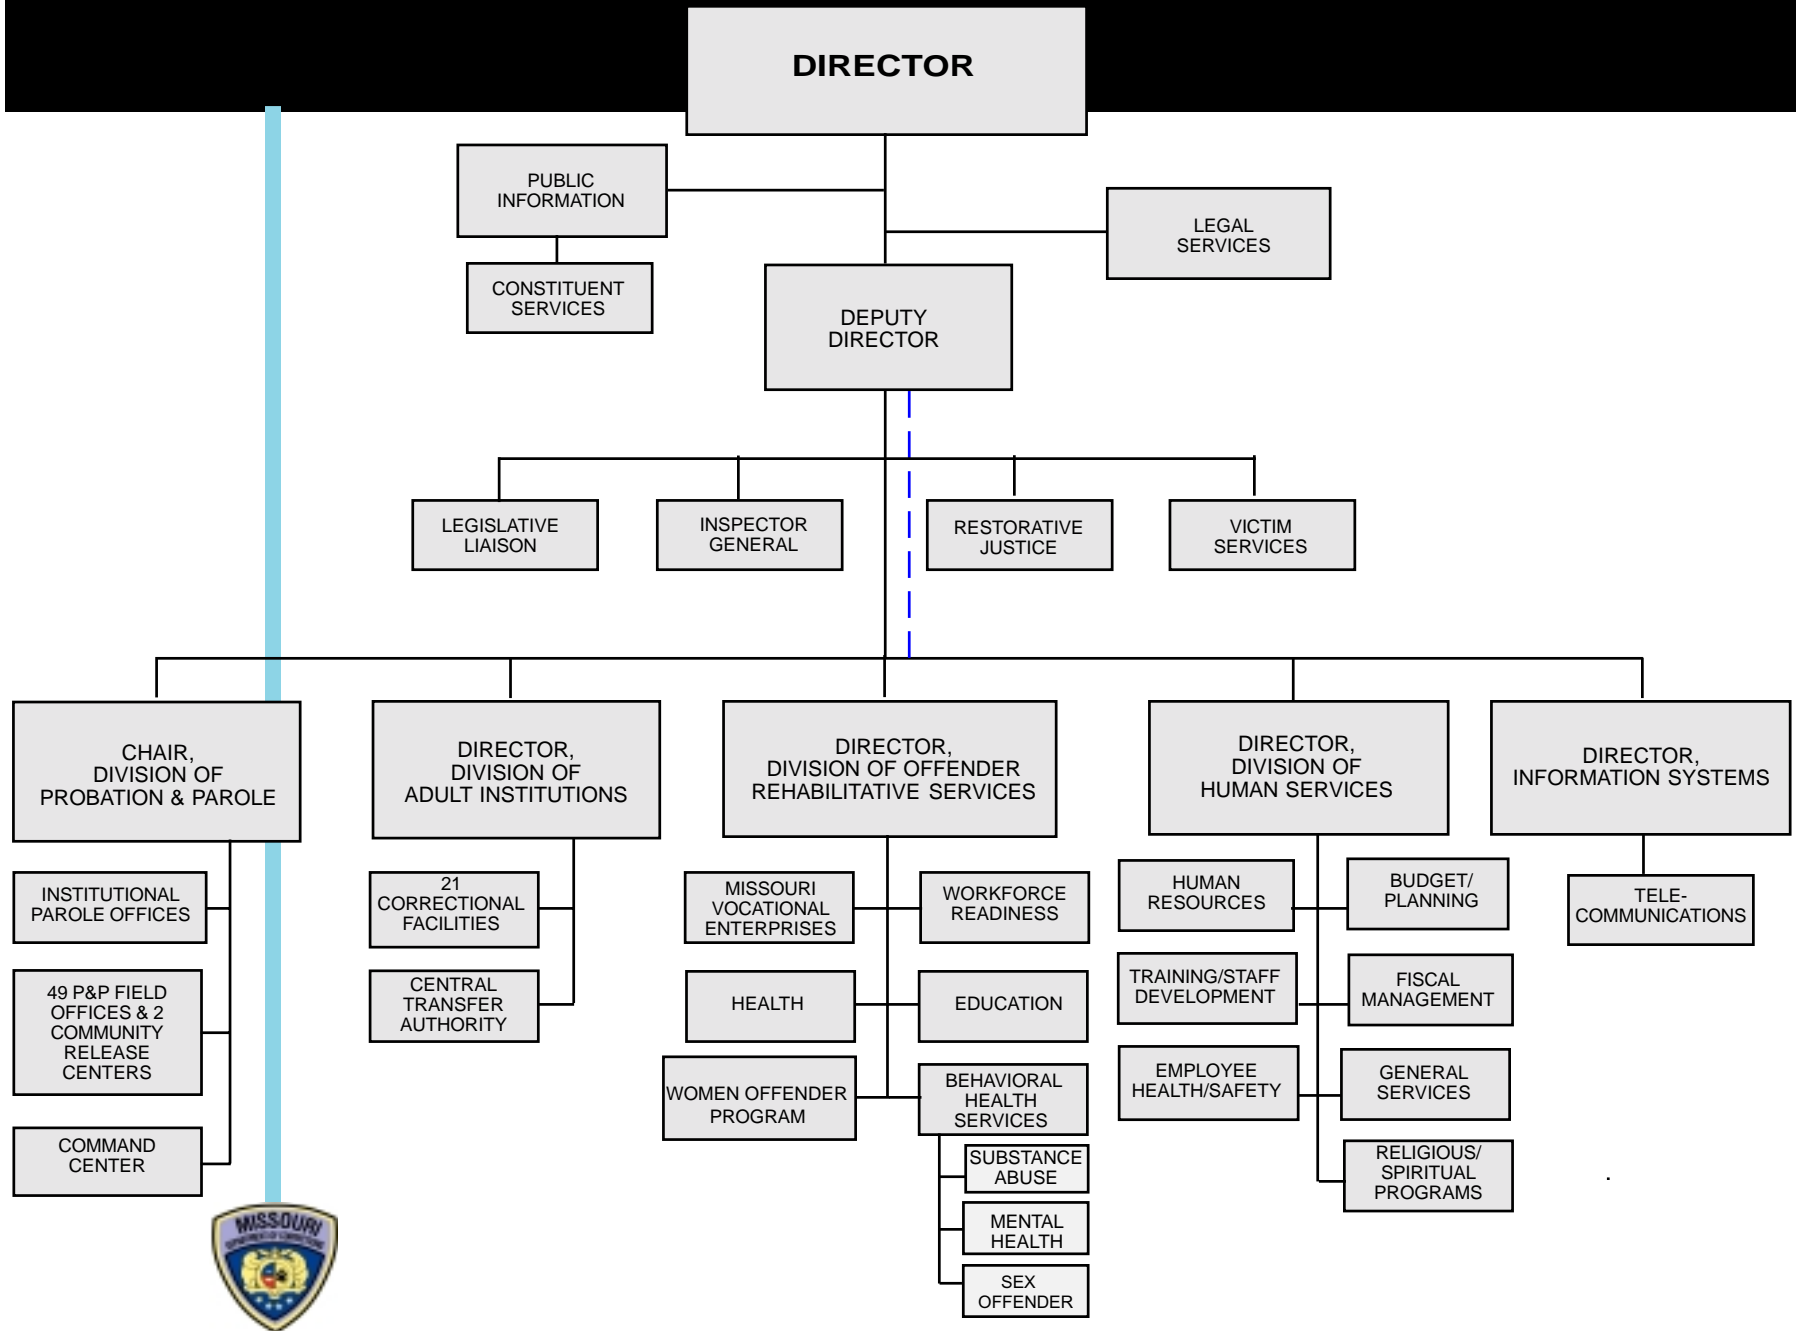 DIRECTOR
PUBLIC
INFORMATION
LEGAL
SERVICES
CONSTITUENT
SERVICES
DEPUTY
DIRECTOR
LEGISLATIVE
LIAISON
INSPECTOR
GENERAL
RESTORATIVE
JUSTICE
VICTIM
SERVICES
CHAIR,
DIVISION OF
PROBATION & PAROLE
DIRECTOR,
DIVISION OF
ADULT INSTITUTIONS
DIRECTOR,
DIVISION OF OFFENDER
REHABILITATIVE SERVICES
DIRECTOR,
DIVISION OF
HUMAN SERVICES
DIRECTOR,
INFORMATION SYSTEMS
INSTITUTIONAL
PAROLE OFFICES
49 P&P FIELD
OFFICES & 2
COMMUNITY
RELEASE
CENTERS
COMMAND
CENTER
21
CORRECTIONAL
FACILITIES
CENTRAL
TRANSFER
AUTHORITY
MISSOURI
VOCATIONAL
ENTERPRISES
WORKFORCE
READINESS
HEALTH
EDUCATION
WOMEN OFFENDER
PROGRAM
BEHAVIORAL
HEALTH
SERVICES
SUBSTANCE
ABUSE
MENTAL
HEALTH
SEX
OFFENDER
HUMAN
RESOURCES
BUDGET/
PLANNING
TRAINING/STAFF
DEVELOPMENT
FISCAL
MANAGEMENT
EMPLOYEE
HEALTH/SAFETY
GENERAL
SERVICES
RELIGIOUS/
SPIRITUAL
PROGRAMS
TELE-
COMMUNICATIONS
.
MISSOURI
DEPARTMENT OF CORRECTIONS